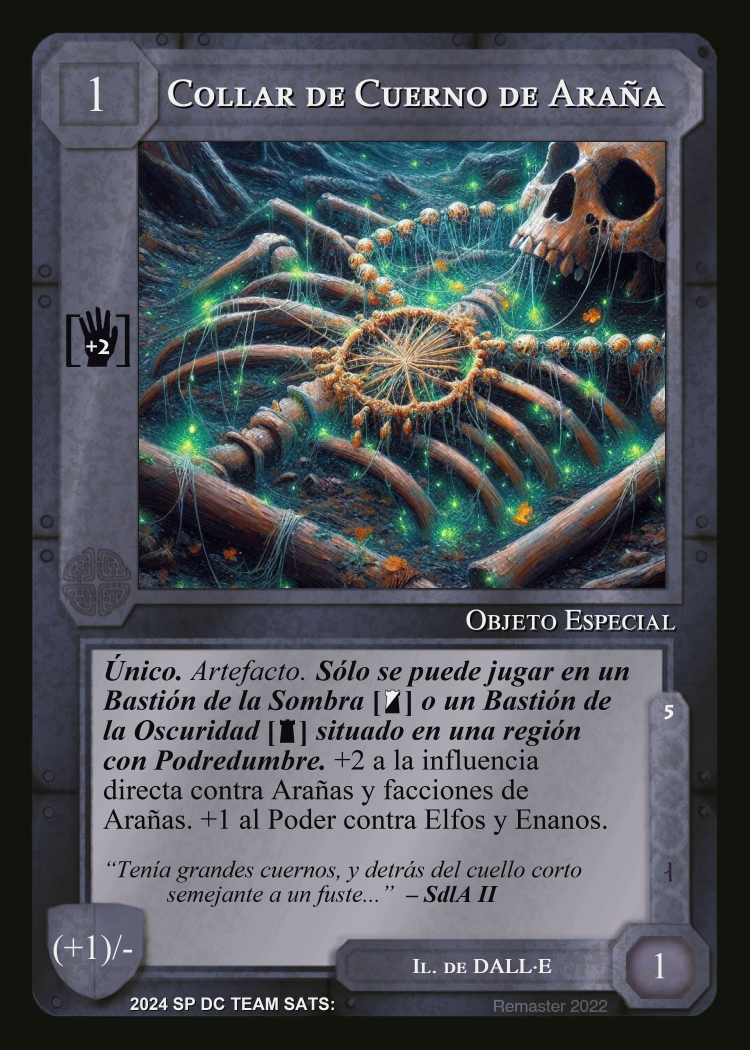 1
Collar de Cuerno de Araña
[+2]
Objeto Especial
Único. Artefacto. Sólo se puede jugar en un
Bastión de la Sombra [ ] o un Bastión de
la Oscuridad [ ] situado en una región
con Podredumbre. +2 a la influencia
directa contra Arañas y facciones de
Arañas. +1 al Poder contra Elfos y Enanos.
5
“Tenía grandes cuernos, y detrás del cuello corto
semejante a un fuste...” – SdlA II
(+1)/-
Il. de DALL·E
1
2024 SP DC TEAM SATS:
Remaster 2022